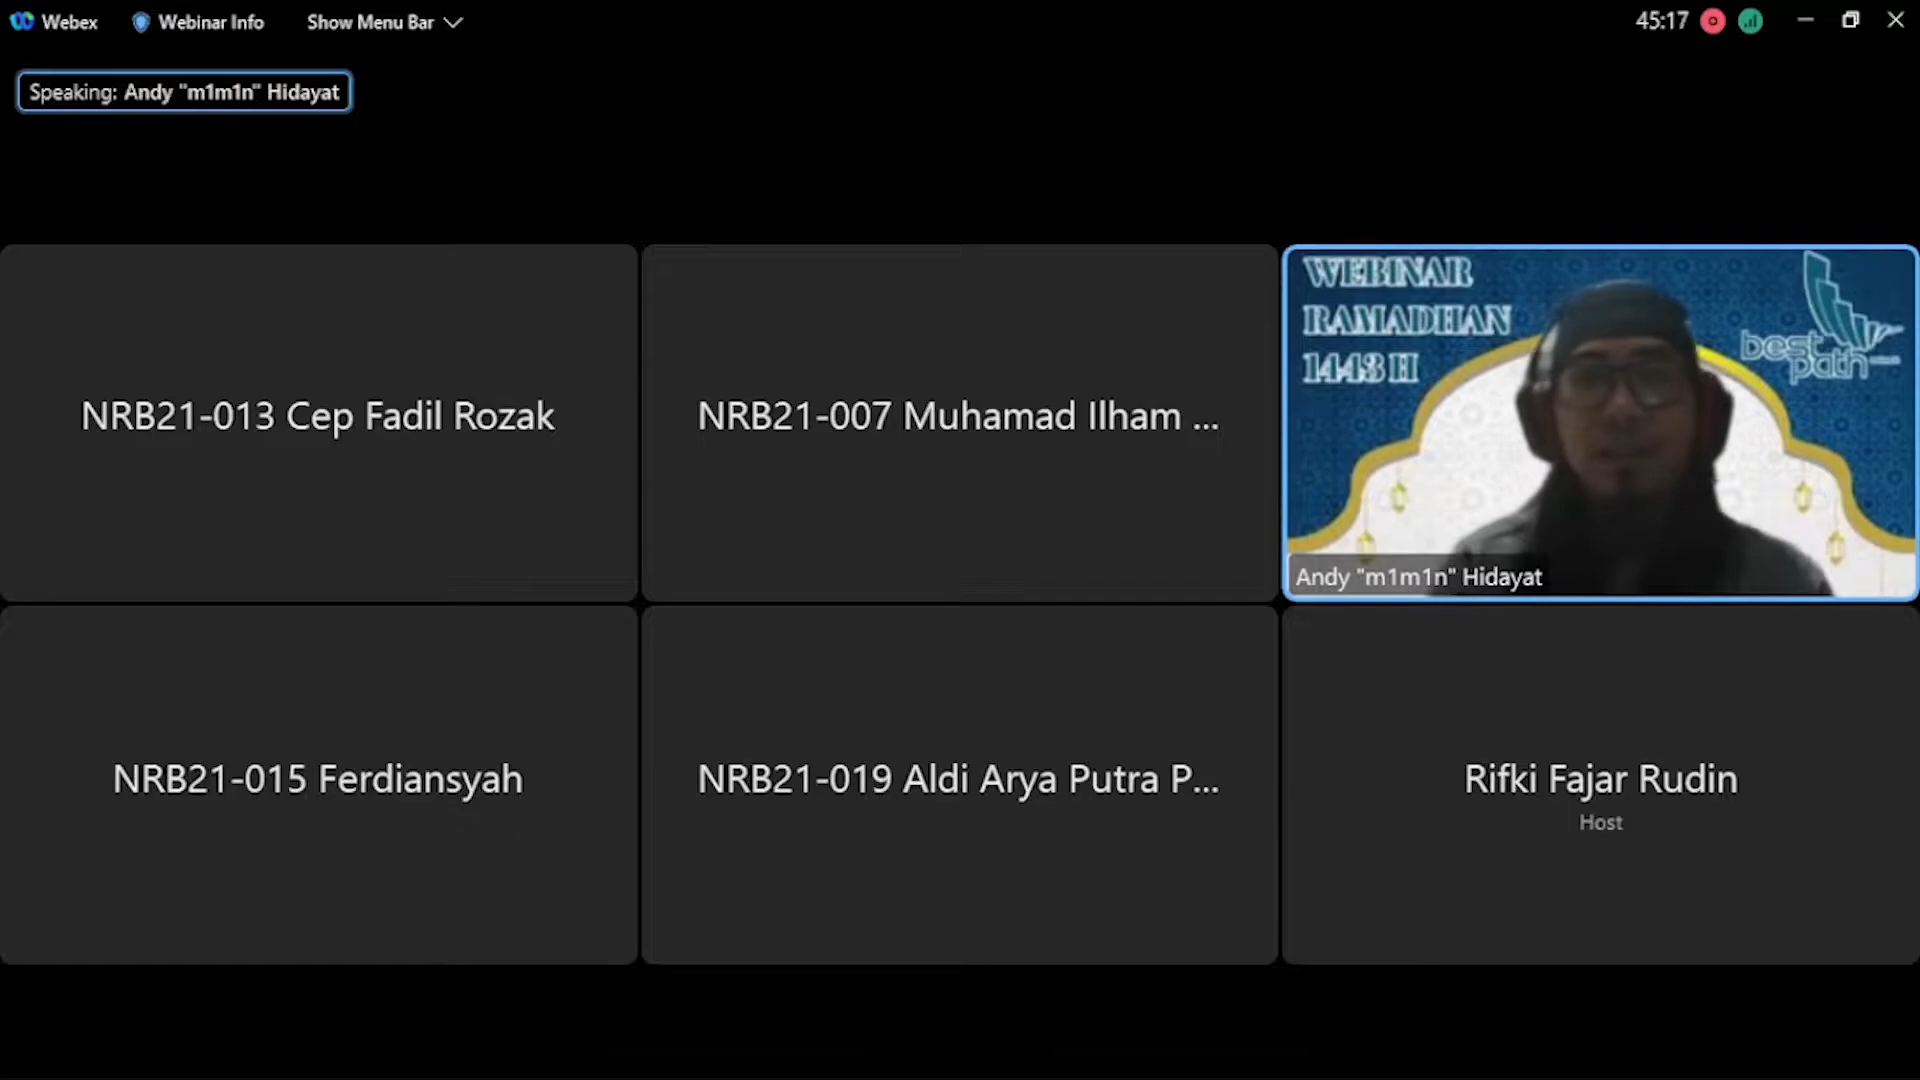 Webex
Webinar Info
Show Menu Bar
45:17
Speaking: Andy "m1m1n" Hidayat
NRB21-013 Cep Fadil Rozak
NRB21-007 Muhamad Ilham ...
WEBINAR
RAMADHAN
1443 H
best
path
Andy "m1m1n" Hidayat
NRB21-015 Ferdiansyah
NRB21-019 Aldi Arya Putra P...
Rifki Fajar Rudin
Host